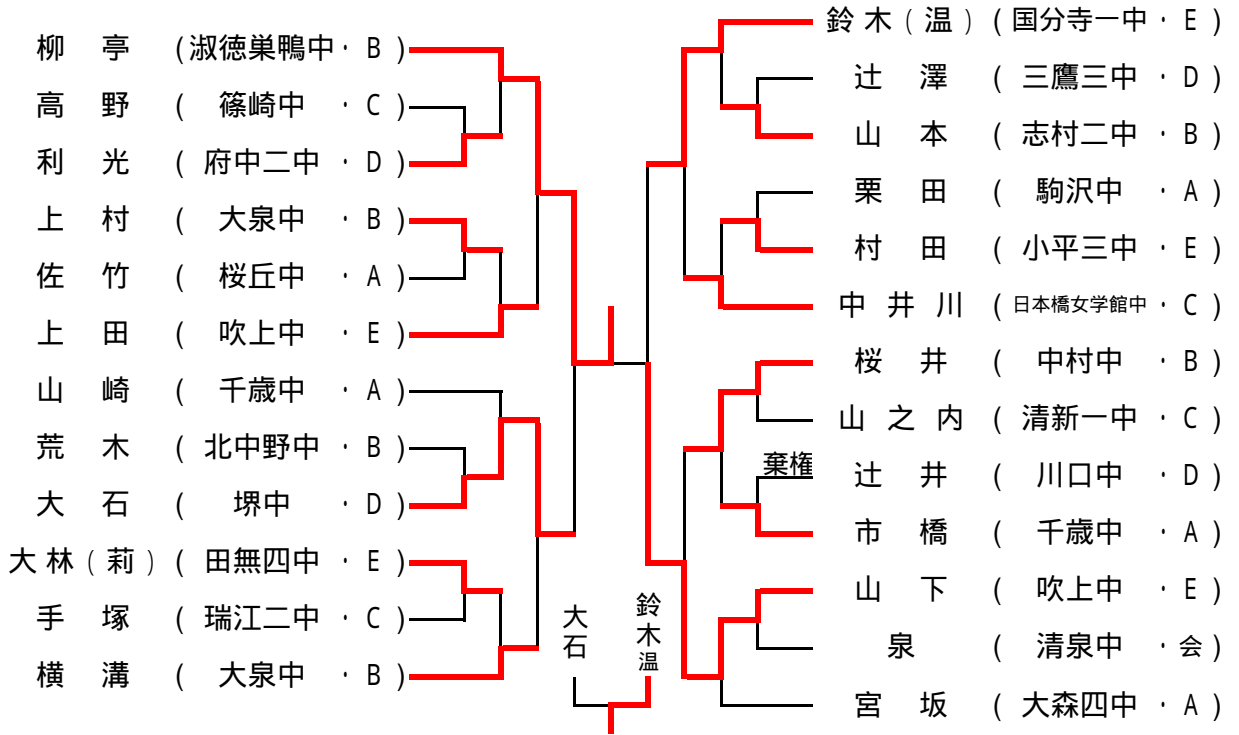 柳 亭 (淑徳巣鴨中・B)
高 野 (篠崎中・C)
利 光 (府中二中・D)
上 村 (大泉中・B)
佐 竹 (桜丘中・A)
上 田 (吹上中・E)
山 崎 (千歳中・A)
荒 木 (北中野中・B)
大 石 (堺中・D)
大林(莉) (田無四中・E)
手 塚 (瑞江二中・C)
横 溝 (大泉中・B)
大石
鈴木温
鈴木(温) (国分寺一中・E)
辻 澤 (三鷹三中・D)
山 本 (志村二中・B)
栗 田 (駒沢中・A)
村 田 (小平三中・E)
中 井 川 (日本橋女学館中・C)
桜 井 (中村中・B)
山 之 内 (清新一中・C)
棄権
辻 井 (川口中・D)
市 橋 (千歳中・A)
山 下 (吹上中・E)
泉 (清泉中・会)
宮 坂 (大森四中・A)